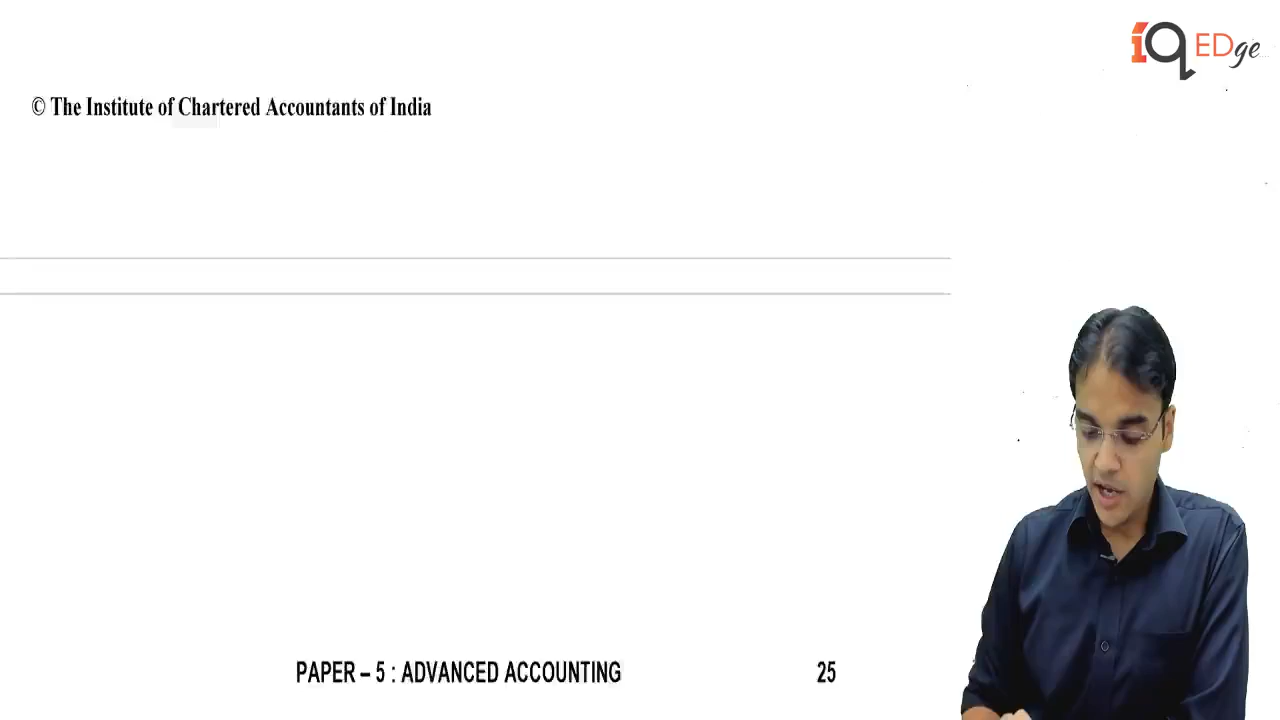 iQ EDge
© The Institute of Chartered Accountants of India
PAPER – 5 : ADVANCED ACCOUNTING 25